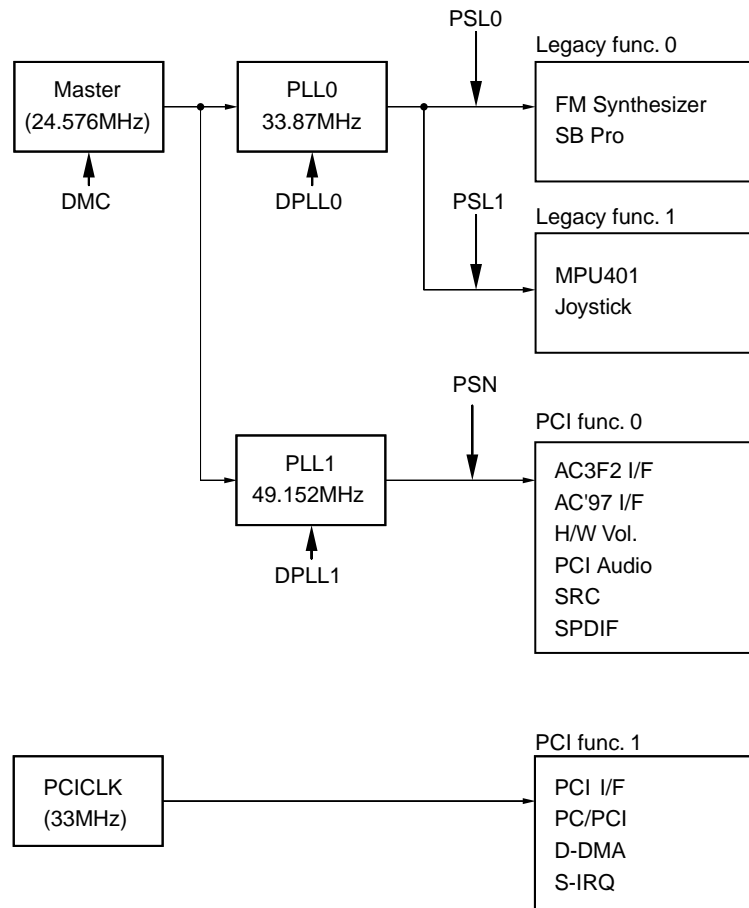 PSL0
Legacy func. 0
Master
(24.576MHz)
PLL0
33.87MHz
FM Synthesizer
SB Pro
DMC
DPLL0
PSL1
Legacy func. 1
MPU401
Joystick
PSN
PCI func. 0
PLL1
49.152MHz
AC3F2 I/F
AC'97 I/F
H/W Vol.
PCI Audio
SRC
SPDIF
DPLL1
PCI func. 1
PCICLK
(33MHz)
PCI I/F
PC/PCI
D-DMA
S-IRQ